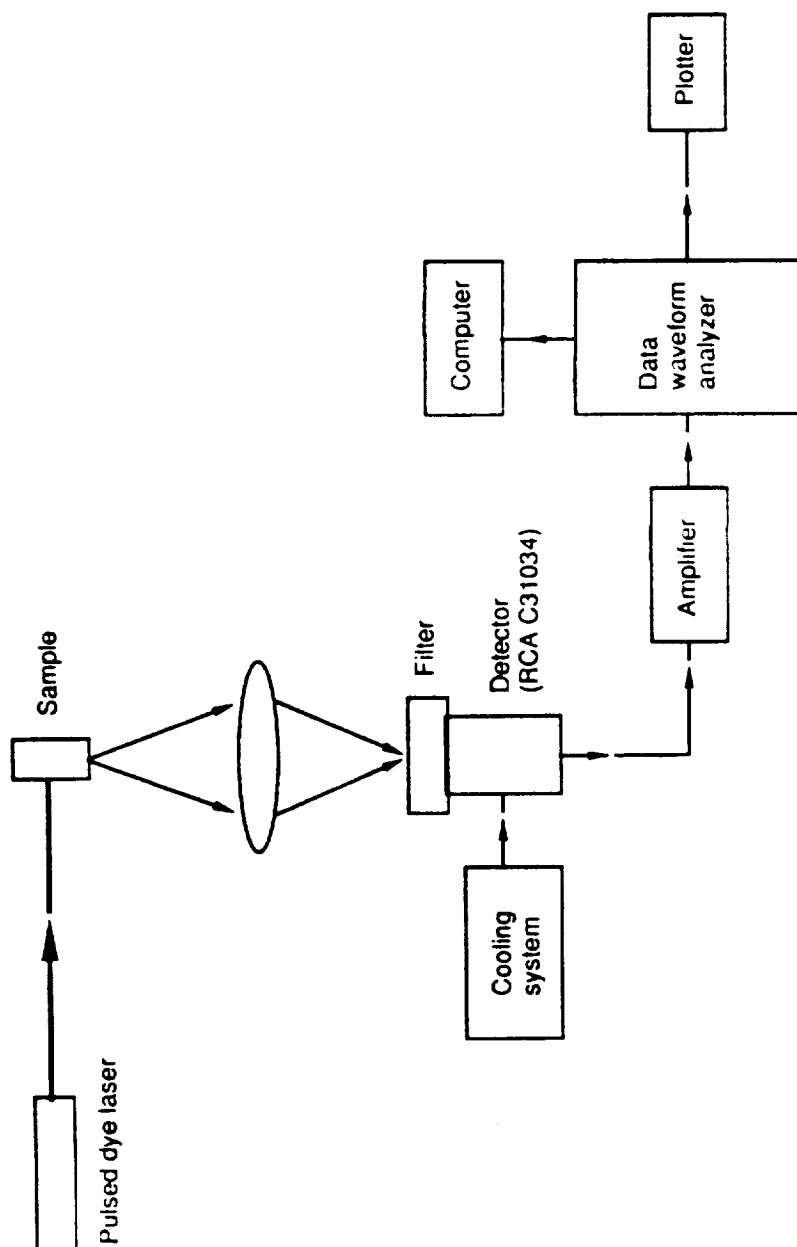 Pulsed dye laser
Sample
Filter
Detector
(RCA C31034)
Cooling
system
Amplifier
Computer
Data
waveform
analyzer
Plotter